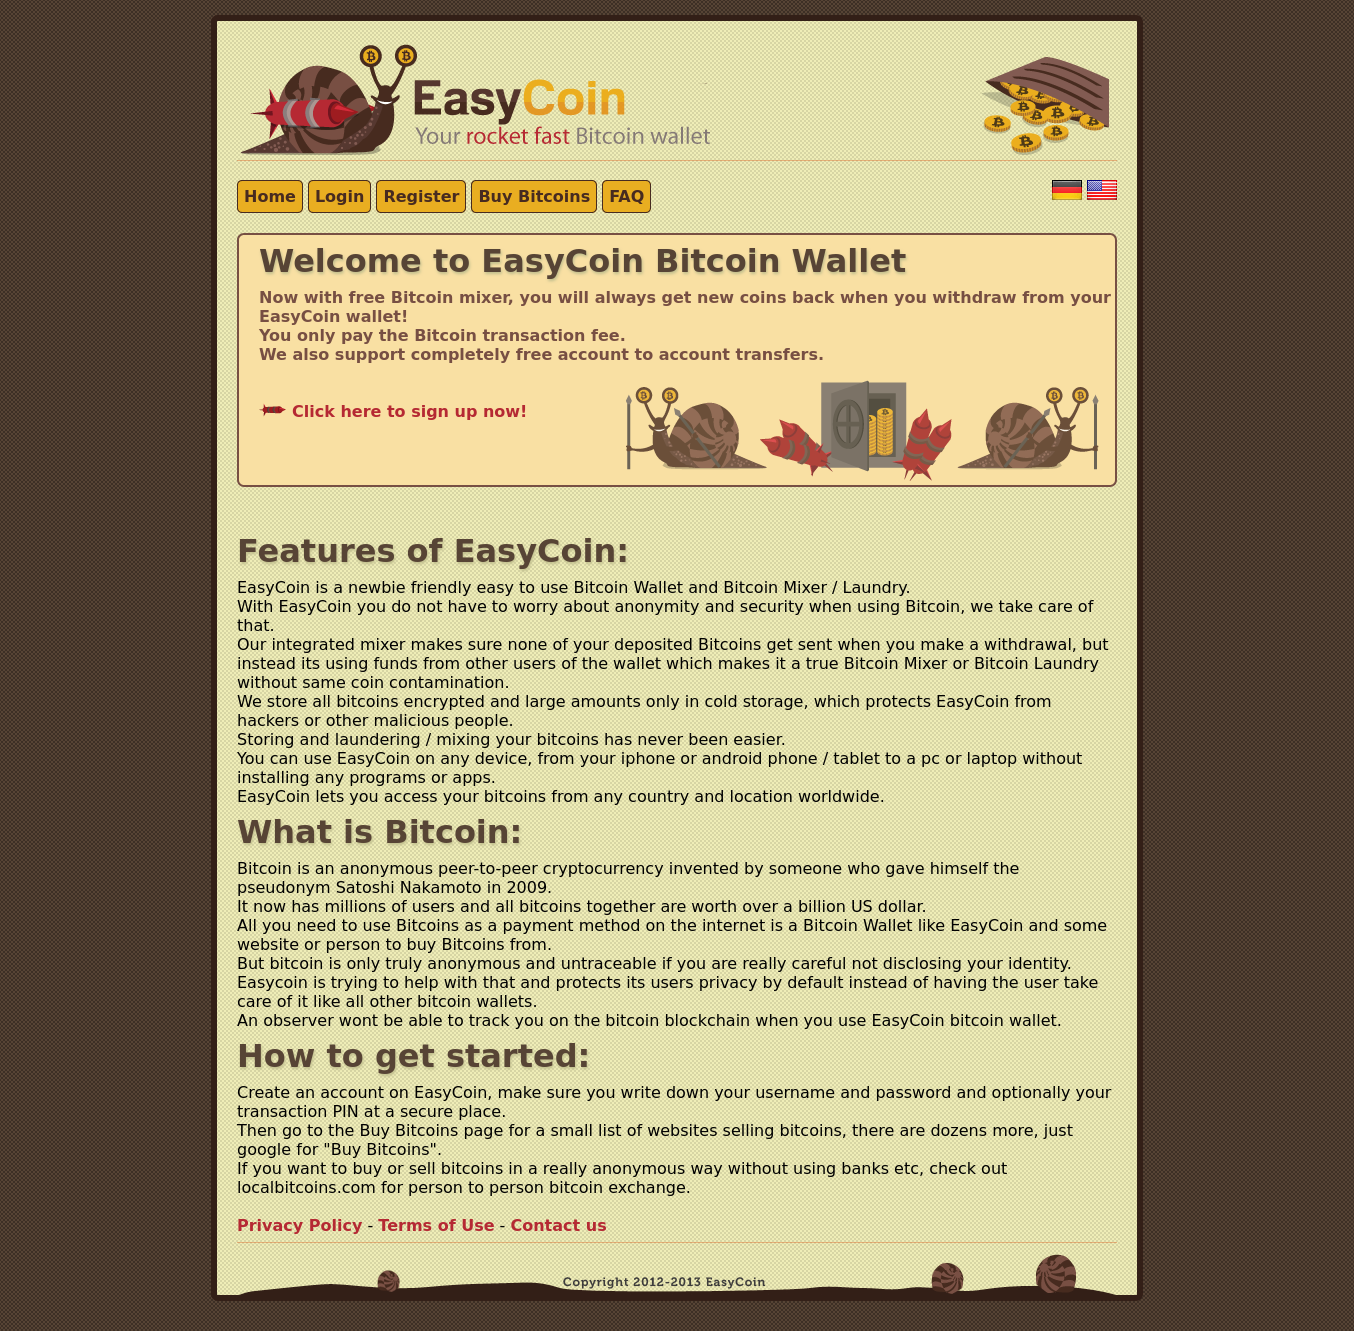 EasyCoin
Your rocket fast Bitcoin wallet
Home Login Register Buy Bitcoins FAQ
Welcome to EasyCoin Bitcoin Wallet
Now with free Bitcoin mixer, you will always get new coins back when you withdraw from your
EasyCoin wallet!
You only pay the Bitcoin transaction fee.
We also support completely free account to account transfers.
Click here to sign up now!
Features of EasyCoin:
EasyCoin is a newbie friendly easy to use Bitcoin Wallet and Bitcoin Mixer / Laundry.
With EasyCoin you do not have to worry about anonymity and security when using Bitcoin, we take care of
that.
Our integrated mixer makes sure none of your deposited Bitcoins get sent when you make a withdrawal, but
instead its using funds from other users of the wallet which makes it a true Bitcoin Mixer or Bitcoin Laundry
without same coin contamination.
We store all bitcoins encrypted and large amounts only in cold storage, which protects EasyCoin from
hackers or other malicious people.
Storing and laundering / mixing your bitcoins has never been easier.
You can use EasyCoin on any device, from your iphone or android phone / tablet to a pc or laptop without
installing any programs or apps.
EasyCoin lets you access your bitcoins from any country and location worldwide.
What is Bitcoin:
Bitcoin is an anonymous peer-to-peer cryptocurrency invented by someone who gave himself the
pseudonym Satoshi Nakamoto in 2009.
It now has millions of users and all bitcoins together are worth over a billion US dollar.
All you need to use Bitcoins as a payment method on the internet is a Bitcoin Wallet like EasyCoin and some
website or person to buy Bitcoins from.
But bitcoin is only truly anonymous and untraceable if you are really careful not disclosing your identity.
Easycoin is trying to help with that and protects its users privacy by default instead of having the user take
care of it like all other bitcoin wallets.
An observer wont be able to track you on the bitcoin blockchain when you use EasyCoin bitcoin wallet.
How to get started:
Create an account on EasyCoin, make sure you write down your username and password and optionally your
transaction PIN at a secure place.
Then go to the Buy Bitcoins page for a small list of websites selling bitcoins, there are dozens more, just
google for "Buy Bitcoins".
If you want to buy or sell bitcoins in a really anonymous way without using banks etc, check out
localbitcoins.com for person to person bitcoin exchange.
Privacy Policy - Terms of Use - Contact us
Copyright 2012-2013 EasyCoin